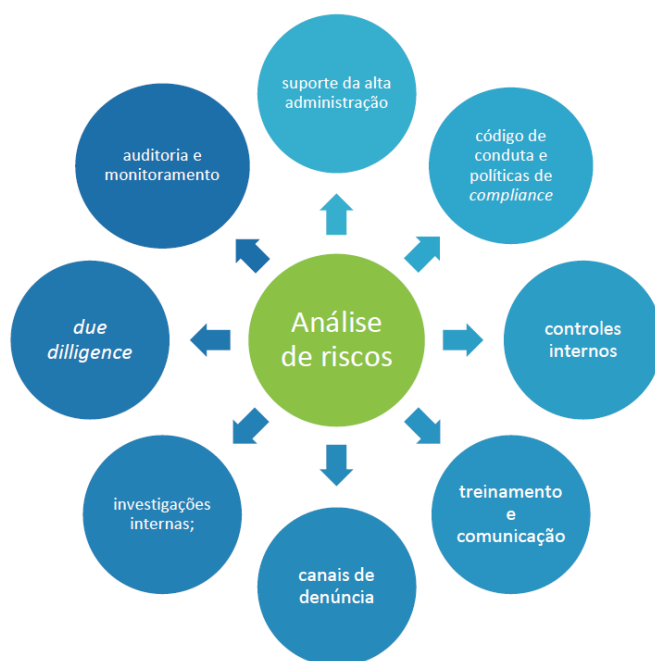 suporte da alta
administração
código de
conduta e
políticas de
compliance
controles
internos
treinamento
e
comunicação
canais de
denúncia
investigações
internas;
due
dilligence
auditoria e
monitoramento
Análise
de riscos